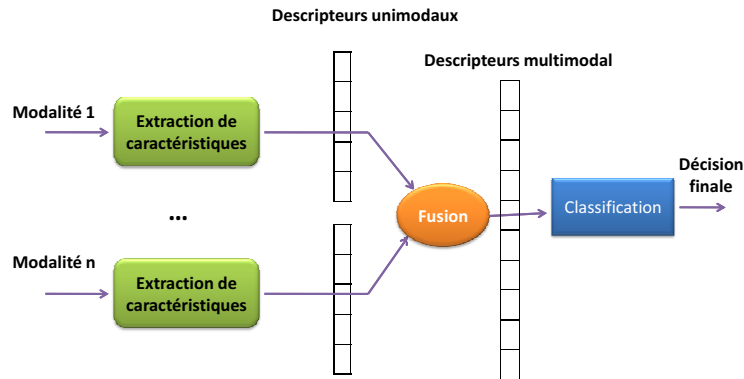 Descripteurs unimodaux
Descripteurs multimodal
Modalité 1
Extraction de
caractéristiques
...
Modalité n
Extraction de
caractéristiques
Fusion
Classification
Décision
finale